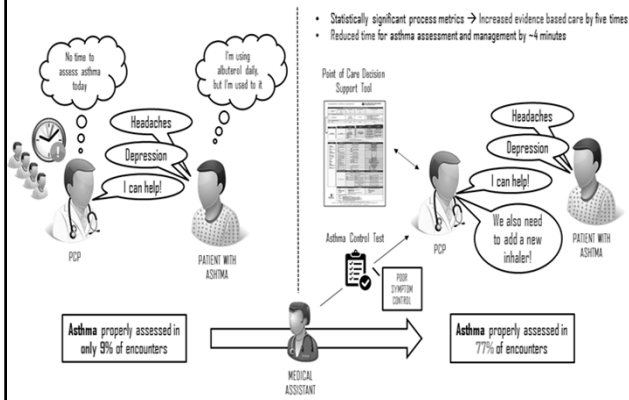 • Statistically significant process metrics → Increased evidence based care by five times
• Reduced time for asthma assessment and management by ~4 minutes
No time to
assess asthma
today
I'm using
albuterol daily,
but I'm used to it
Headaches
Depression
I can help!
PCP
PATIENT WITH
ASHTMA
Asthma properly assessed in
only 9% of encounters
Point of Care Decision
Support Tool
Headaches
Depression
I can help!
We also need
to add a new
inhaler!
PCP
PATIENT WITH
ASHTMA
Asthma Control Test
POOR
SYMPTOM
CONTROL
MEDICAL
ASSISTANT
Asthma properly assessed in
77% of encounters